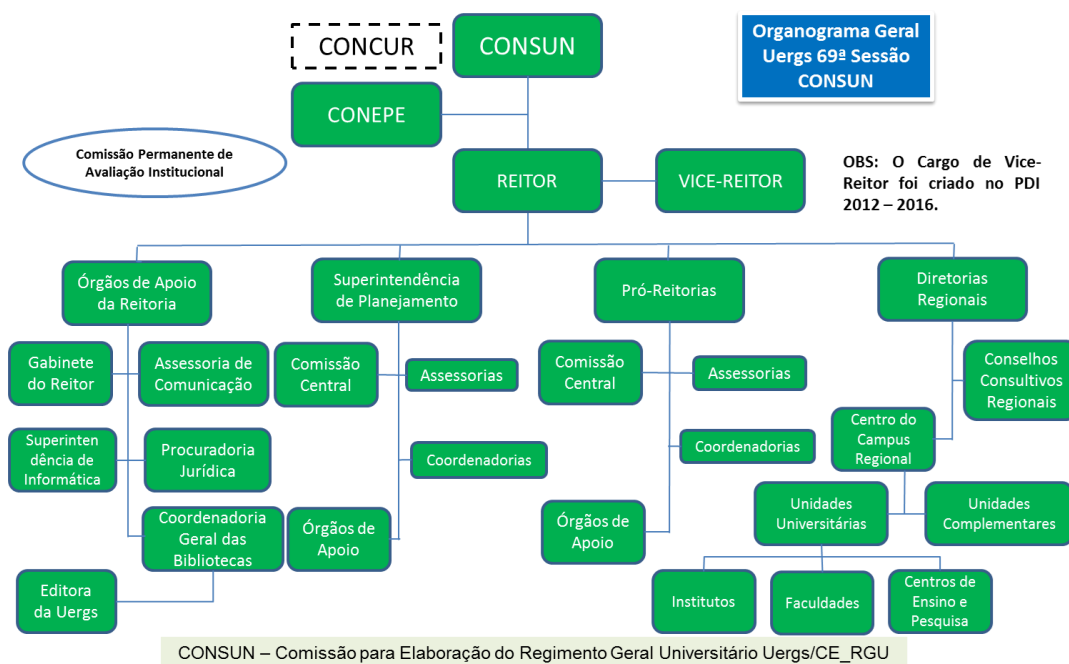 CONCUR
CONSUN
Organograma Geral
Uergs 69ª Sessão
CONSUN
CONEPE
Comissão Permanente de
Avaliação Institucional
REITOR
VICE-REITOR
OBS: O Cargo de Vice-
Reitor foi criado no PDI
2012 – 2016.
Órgãos de Apoio
da Reitoria
Superintendência
de Planejamento
Pró-Reitorias
Diretorias
Regionais
Gabinete
do Reitor
Assessoria de
Comunicação
Comissão
Central
Assessorias
Comissão
Central
Assessorias
Conselhos
Consultivos
Regionais
Superinten
dência de
Informática
Procuradoria
Jurídica
Coordenadorias
Coordenadorias
Centro do
Campus
Regional
Coordenadoria
Geral das
Bibliotecas
Órgãos de
Apoio
Órgãos de
Apoio
Unidades
Universitárias
Unidades
Complementares
Editora
da Uergs
Institutos
Faculdades
Centros de
Ensino e
Pesquisa
CONSUN – Comissão para Elaboração do Regimento Geral Universitário Uergs/CE_RGU